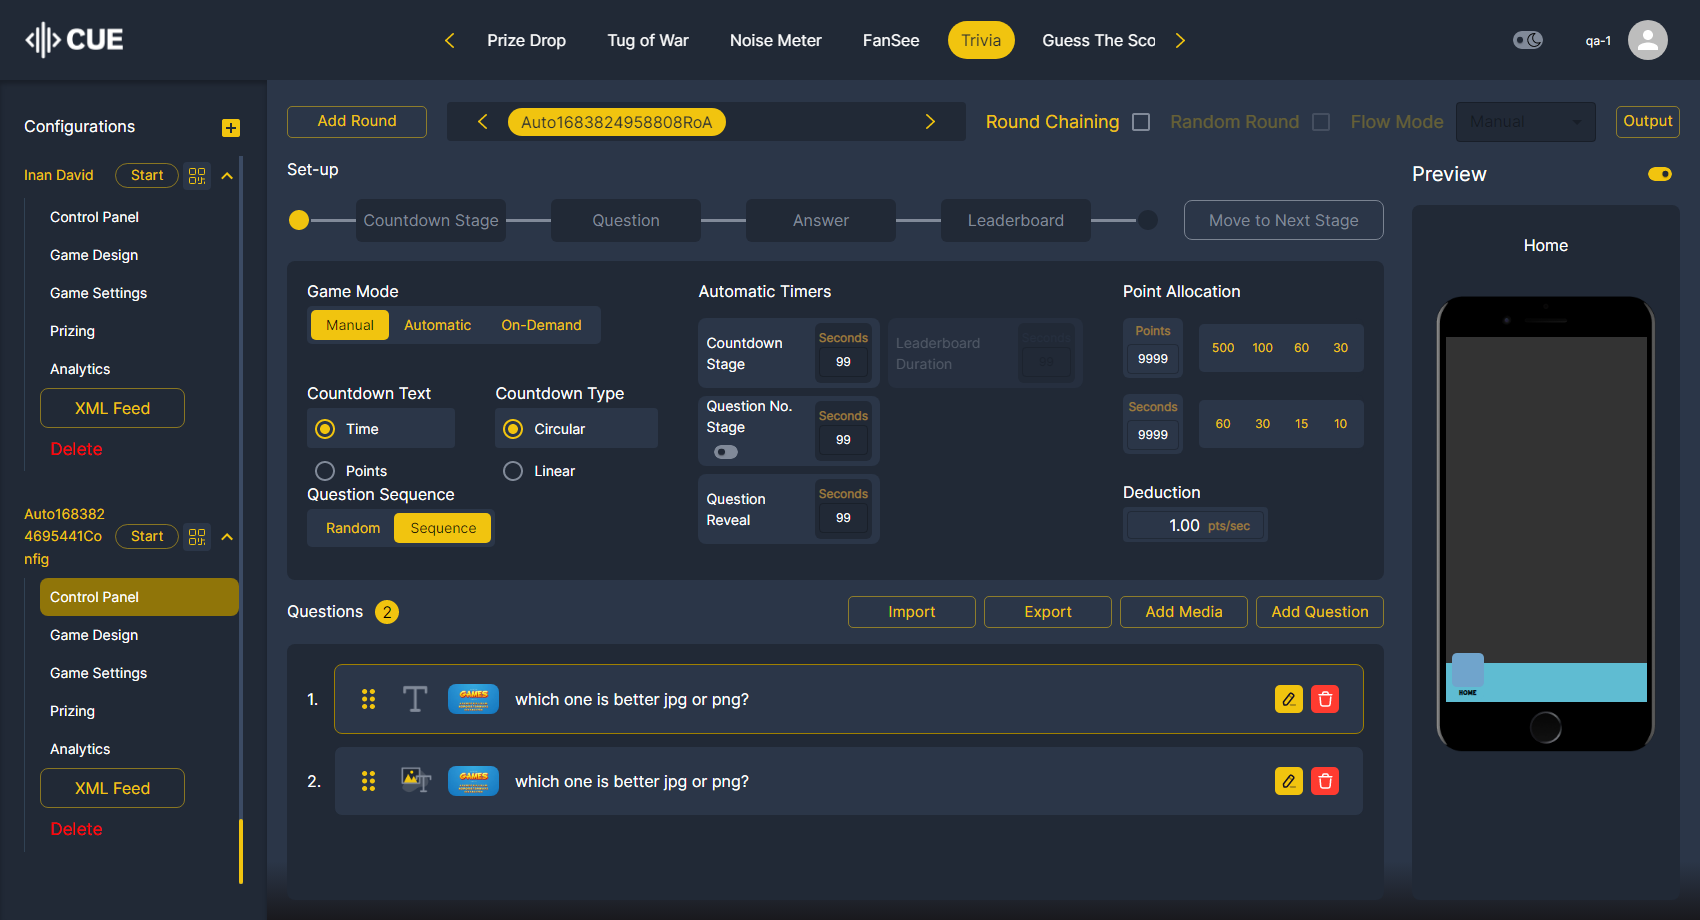 CUE
Prize Drop
Tug of War
Noise Meter
FanSee
Trivia
Guess The Sco
qa-1
Configurations
Inan David
Start
Control Panel
Game Design
Game Settings
Prizing
Analytics
XML Feed
Delete
Auto168382
4695441Co
nfig
Start
Control Panel
Game Design
Game Settings
Prizing
Analytics
XML Feed
Delete
Add Round
Auto1683824958808RoA
Round Chaining
Random Round
Flow Mode
Manual
Output
Set-up
Countdown Stage
Question
Answer
Leaderboard
Move to Next Stage
Game Mode
Manual
Automatic
On-Demand
Countdown Text
Time
Points
Countdown Type
Circular
Linear
Question Sequence
Random
Sequence
Automatic Timers
Countdown
Stage
Seconds
99
Leaderboard
Duration
Seconds
99
Question No.
Stage
Seconds
99
Question
Reveal
Seconds
99
Point Allocation
Points
9999
500 100 60 30
Seconds
9999
60 30 15 10
Deduction
1.00 pts/sec
Questions 2
Import
Export
Add Media
Add Question
1. GAMES which one is better jpg or png?
2. GAMES which one is better jpg or png?
Preview
Home
HOME